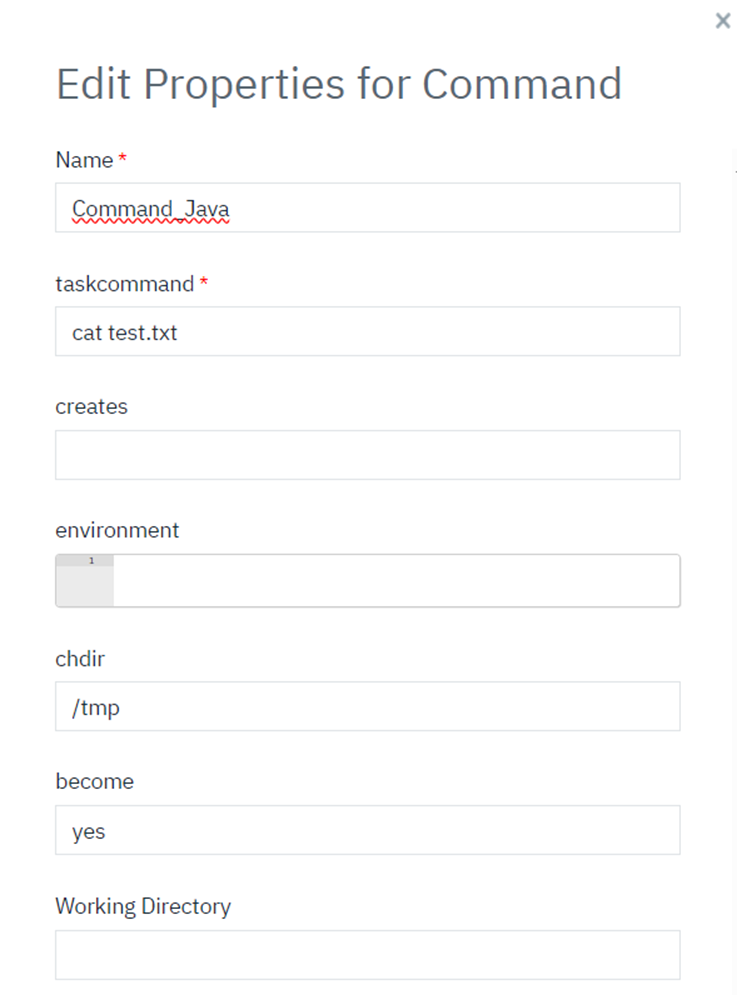 ×
Edit Properties for Command
Name *
Command_Java
taskcommand *
cat test.txt
creates
environment
1
chdir
/tmp
become
yes
Working Directory